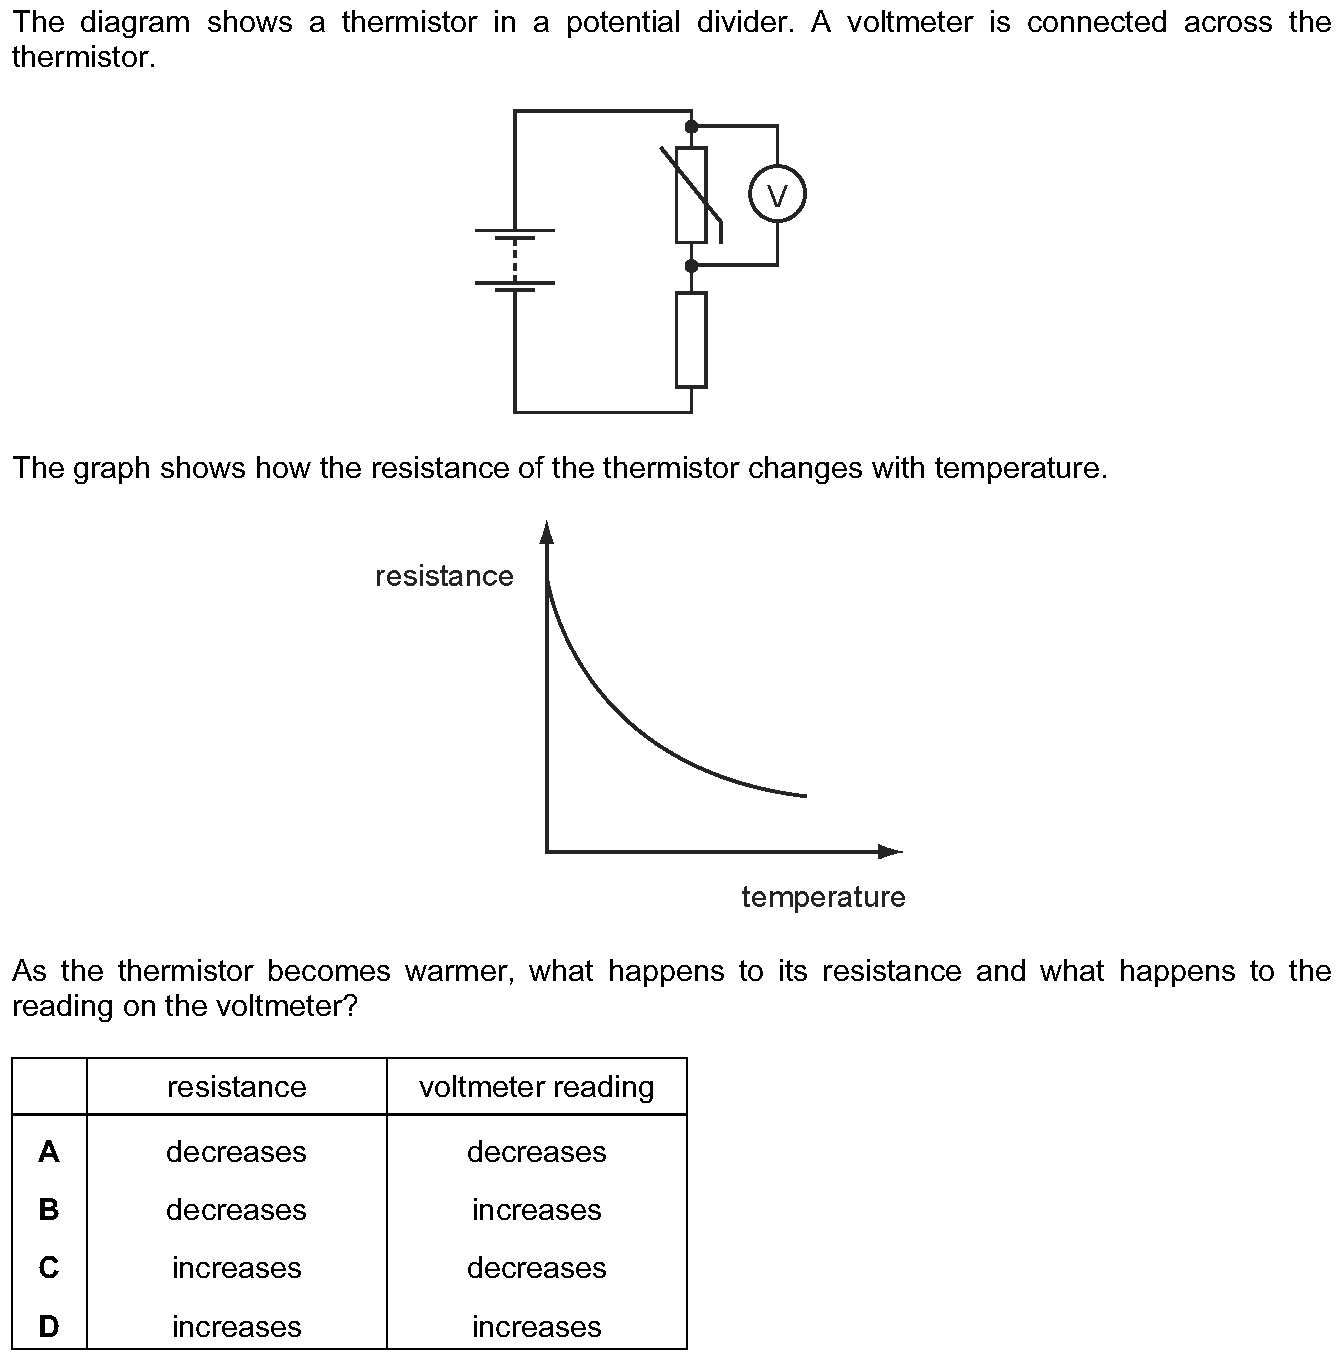 The diagram shows a thermistor in a potential divider. A voltmeter is connected across the
thermistor.
V
The graph shows how the resistance of the thermistor changes with temperature.
resistance
temperature
As the thermistor becomes warmer, what happens to its resistance and what happens to the
reading on the voltmeter?
resistance voltmeter reading
A decreases decreases
B decreases increases
C increases decreases
D increases increases